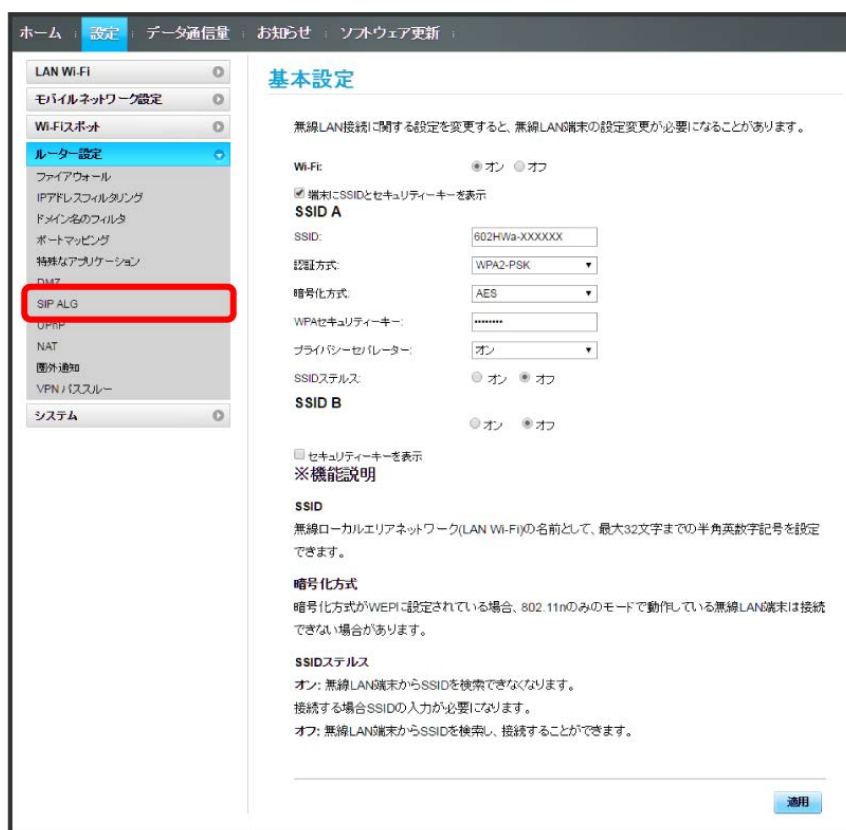 ホーム 設定 データ通信量 お知らせ ソフトウェア更新
LAN Wi-Fi
モバイルネットワーク設定
Wi-Fiスポット
ルーター設定
ファイアウォール
IPアドレスフィルタリング
ドメイン名のフィルタ
ポートマッピング
特殊なアプリケーション
DMZ
SIP ALG
UPnP
NAT
圏外通知
VPN パススルー
システム
基本設定
無線LAN接続に関する設定を変更すると、無線LAN端末の設定変更が必要になることがあります。
Wi-Fi: オン オフ
端末にSSIDとセキュリティーキーを表示
SSID A
SSID: 602HWa-XXXXXX
認証方式: WPA2-PSK
暗号化方式: AES
WPAセキュリティーキー: ••••••••
プライバシーセパレーター: オン
SSIDステルス: オン オフ
SSID B
オン オフ
セキュリティーキーを表示
※機能説明
SSID
無線ローカルエリアネットワーク(LAN Wi-Fi)の名前として、最大32文字までの半角英数字記号を設定
できます。
暗号化方式
暗号化方式がWEPに設定されている場合、802.11nのみのモードで動作している無線LAN端末は接続
できない場合があります。
SSIDステルス
オン: 無線LAN端末からSSIDを検索できなくなります。
接続する場合SSIDの入力が必要になります。
オフ: 無線LAN端末からSSIDを検索し、接続することができます。
適用